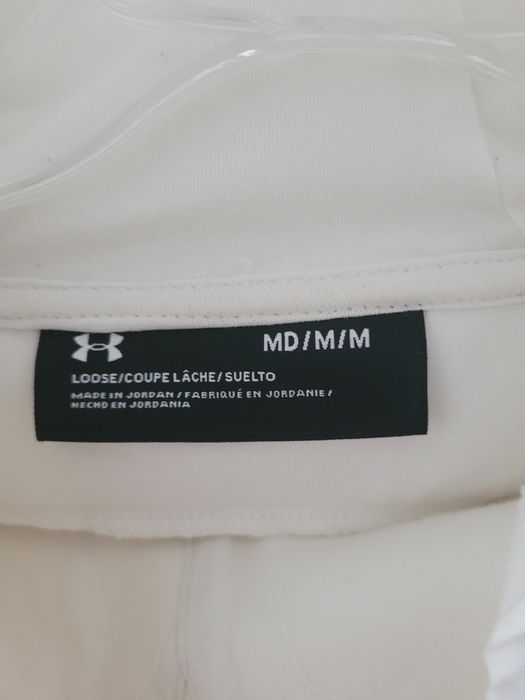 MD/M/M
LOOSE/COUPE LÂCHE/SUELTO
MADE IN JORDAN / FABRIQUÉ EN JORDANIE /
HECHO EN JORDANIA